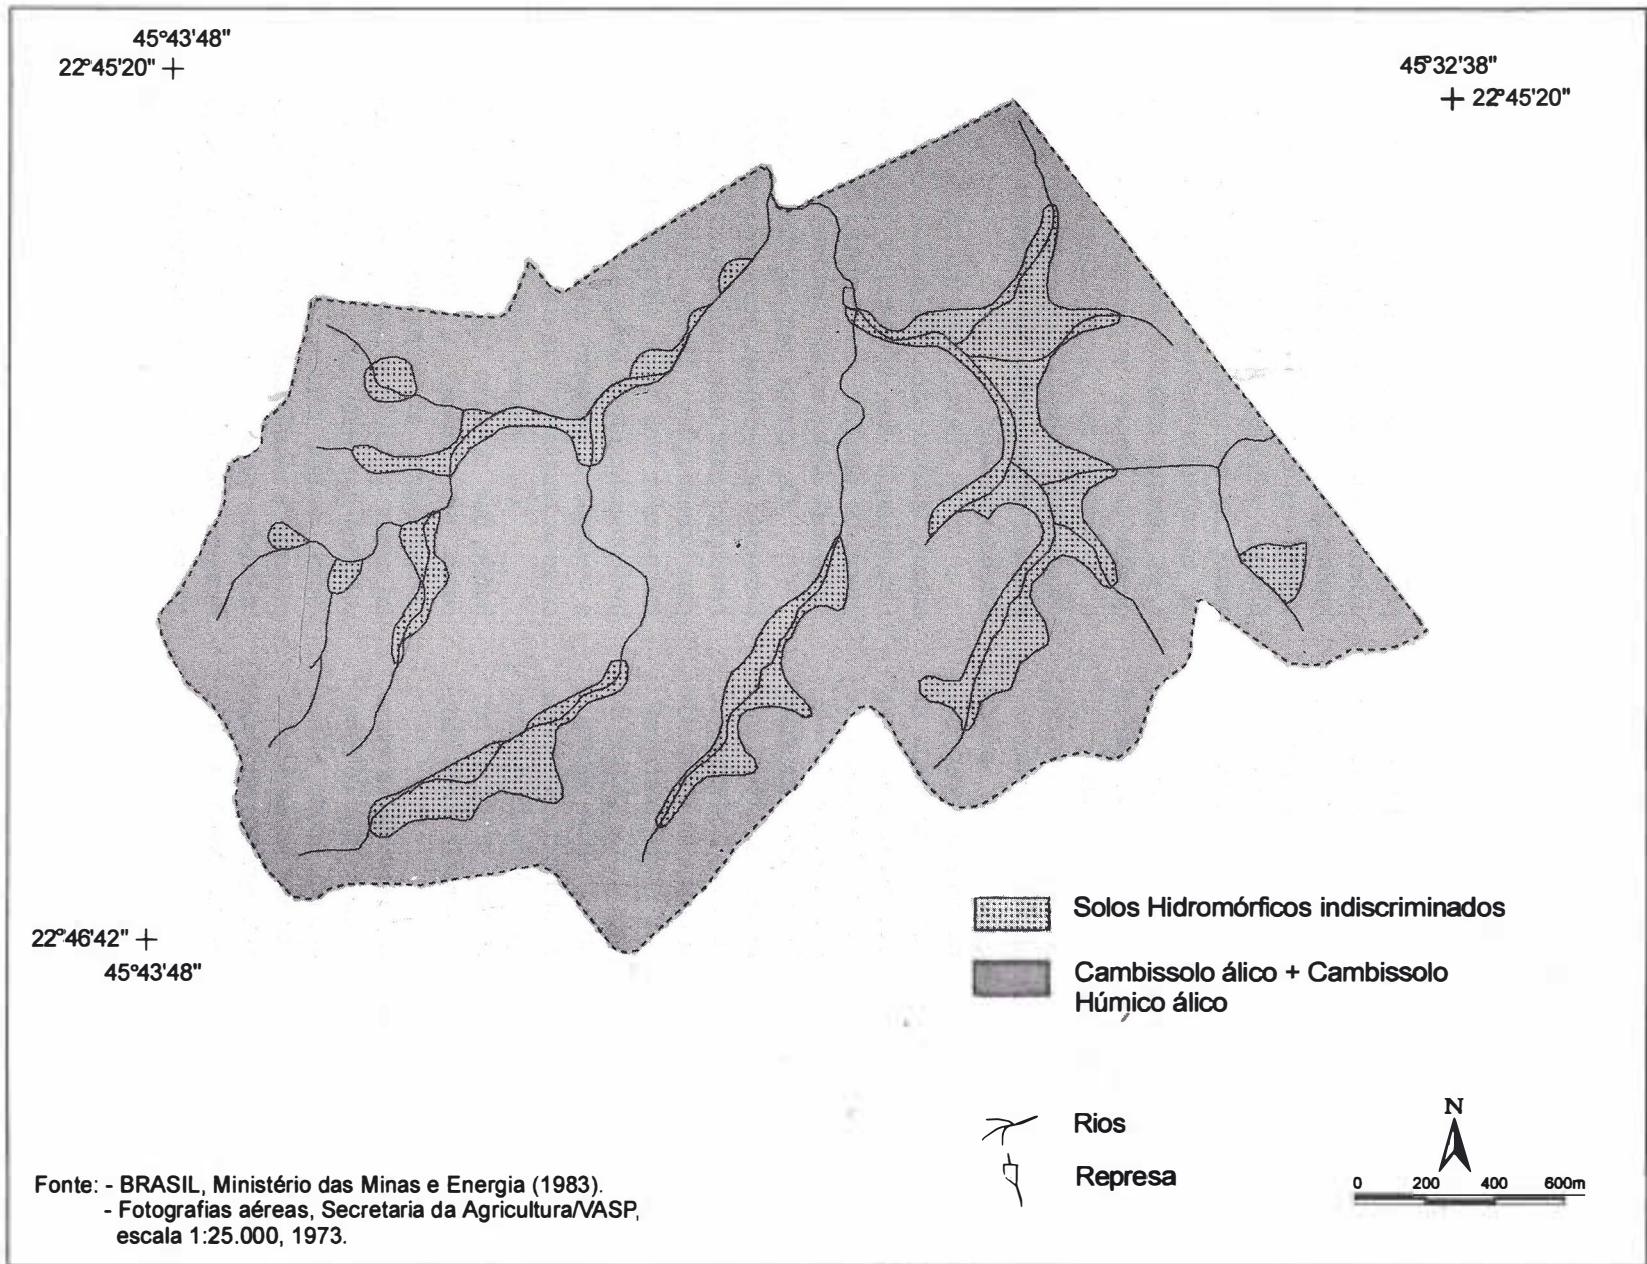 45°43'48"
22°45'20"
45°32'38"
22°45'20"
22°46'42"
45°43'48"
Solos Hidromórficos indiscriminados
Cambissolo álico + Cambissolo
Húmico álico
Rios
Represa
N
0 200 400 600m
Fonte: - BRASIL, Ministério das Minas e Energia (1983).
- Fotografias aéreas, Secretaria da Agricultura/VASP,
escala 1:25.000, 1973.